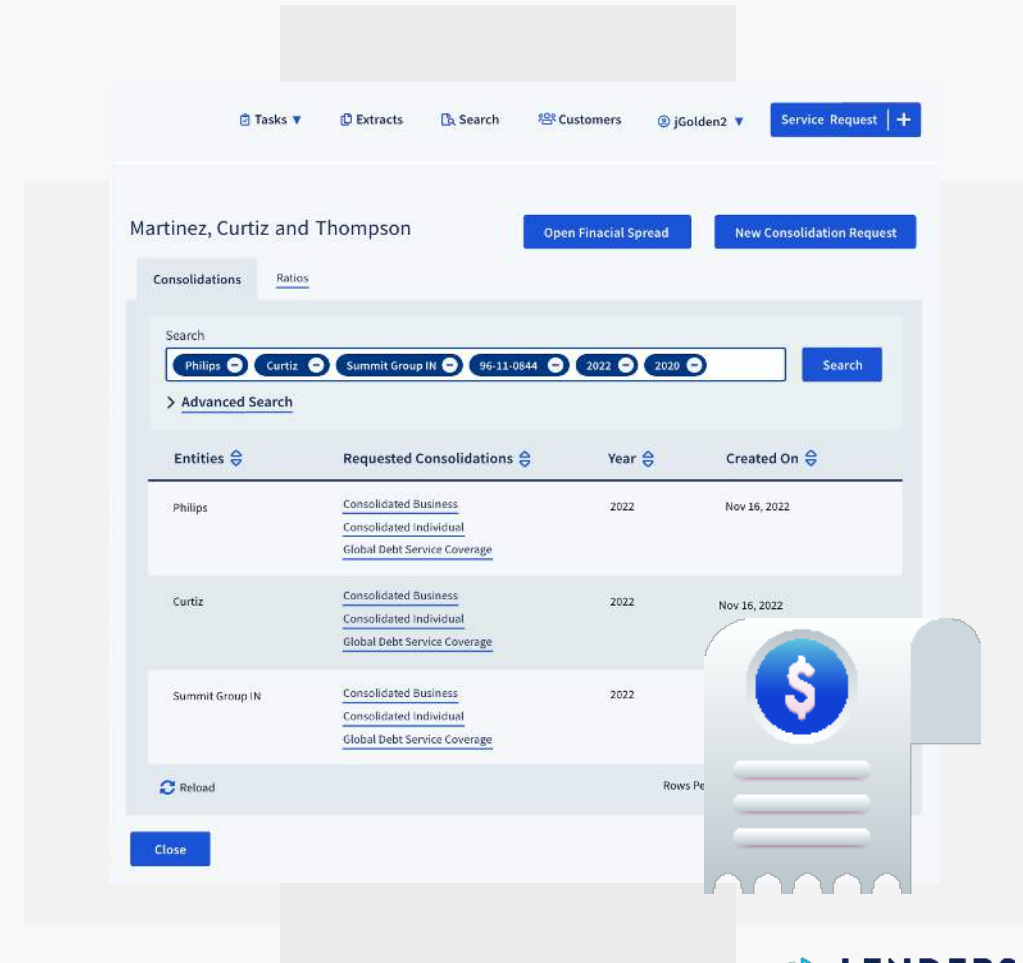 Tasks Extracts Search Customers jGolden2 Service Request
Martinez, Curtiz and Thompson
Open Finacial Spread New Consolidation Request
Consolidations Ratios
Search
Philips Curtiz Summit Group IN 96-11-0844 2022 2020 Search
Advanced Search
Entities Requested Consolidations Year Created On
Philips Consolidated Business 2022 Nov 16, 2022
Consolidated Individual
Global Debt Service Coverage
Curtiz Consolidated Business 2022 Nov 16, 2022
Consolidated Individual
Global Debt Service Coverage
Summit Group IN Consolidated Business 2022
Consolidated Individual
Global Debt Service Coverage
Reload Rows
Close